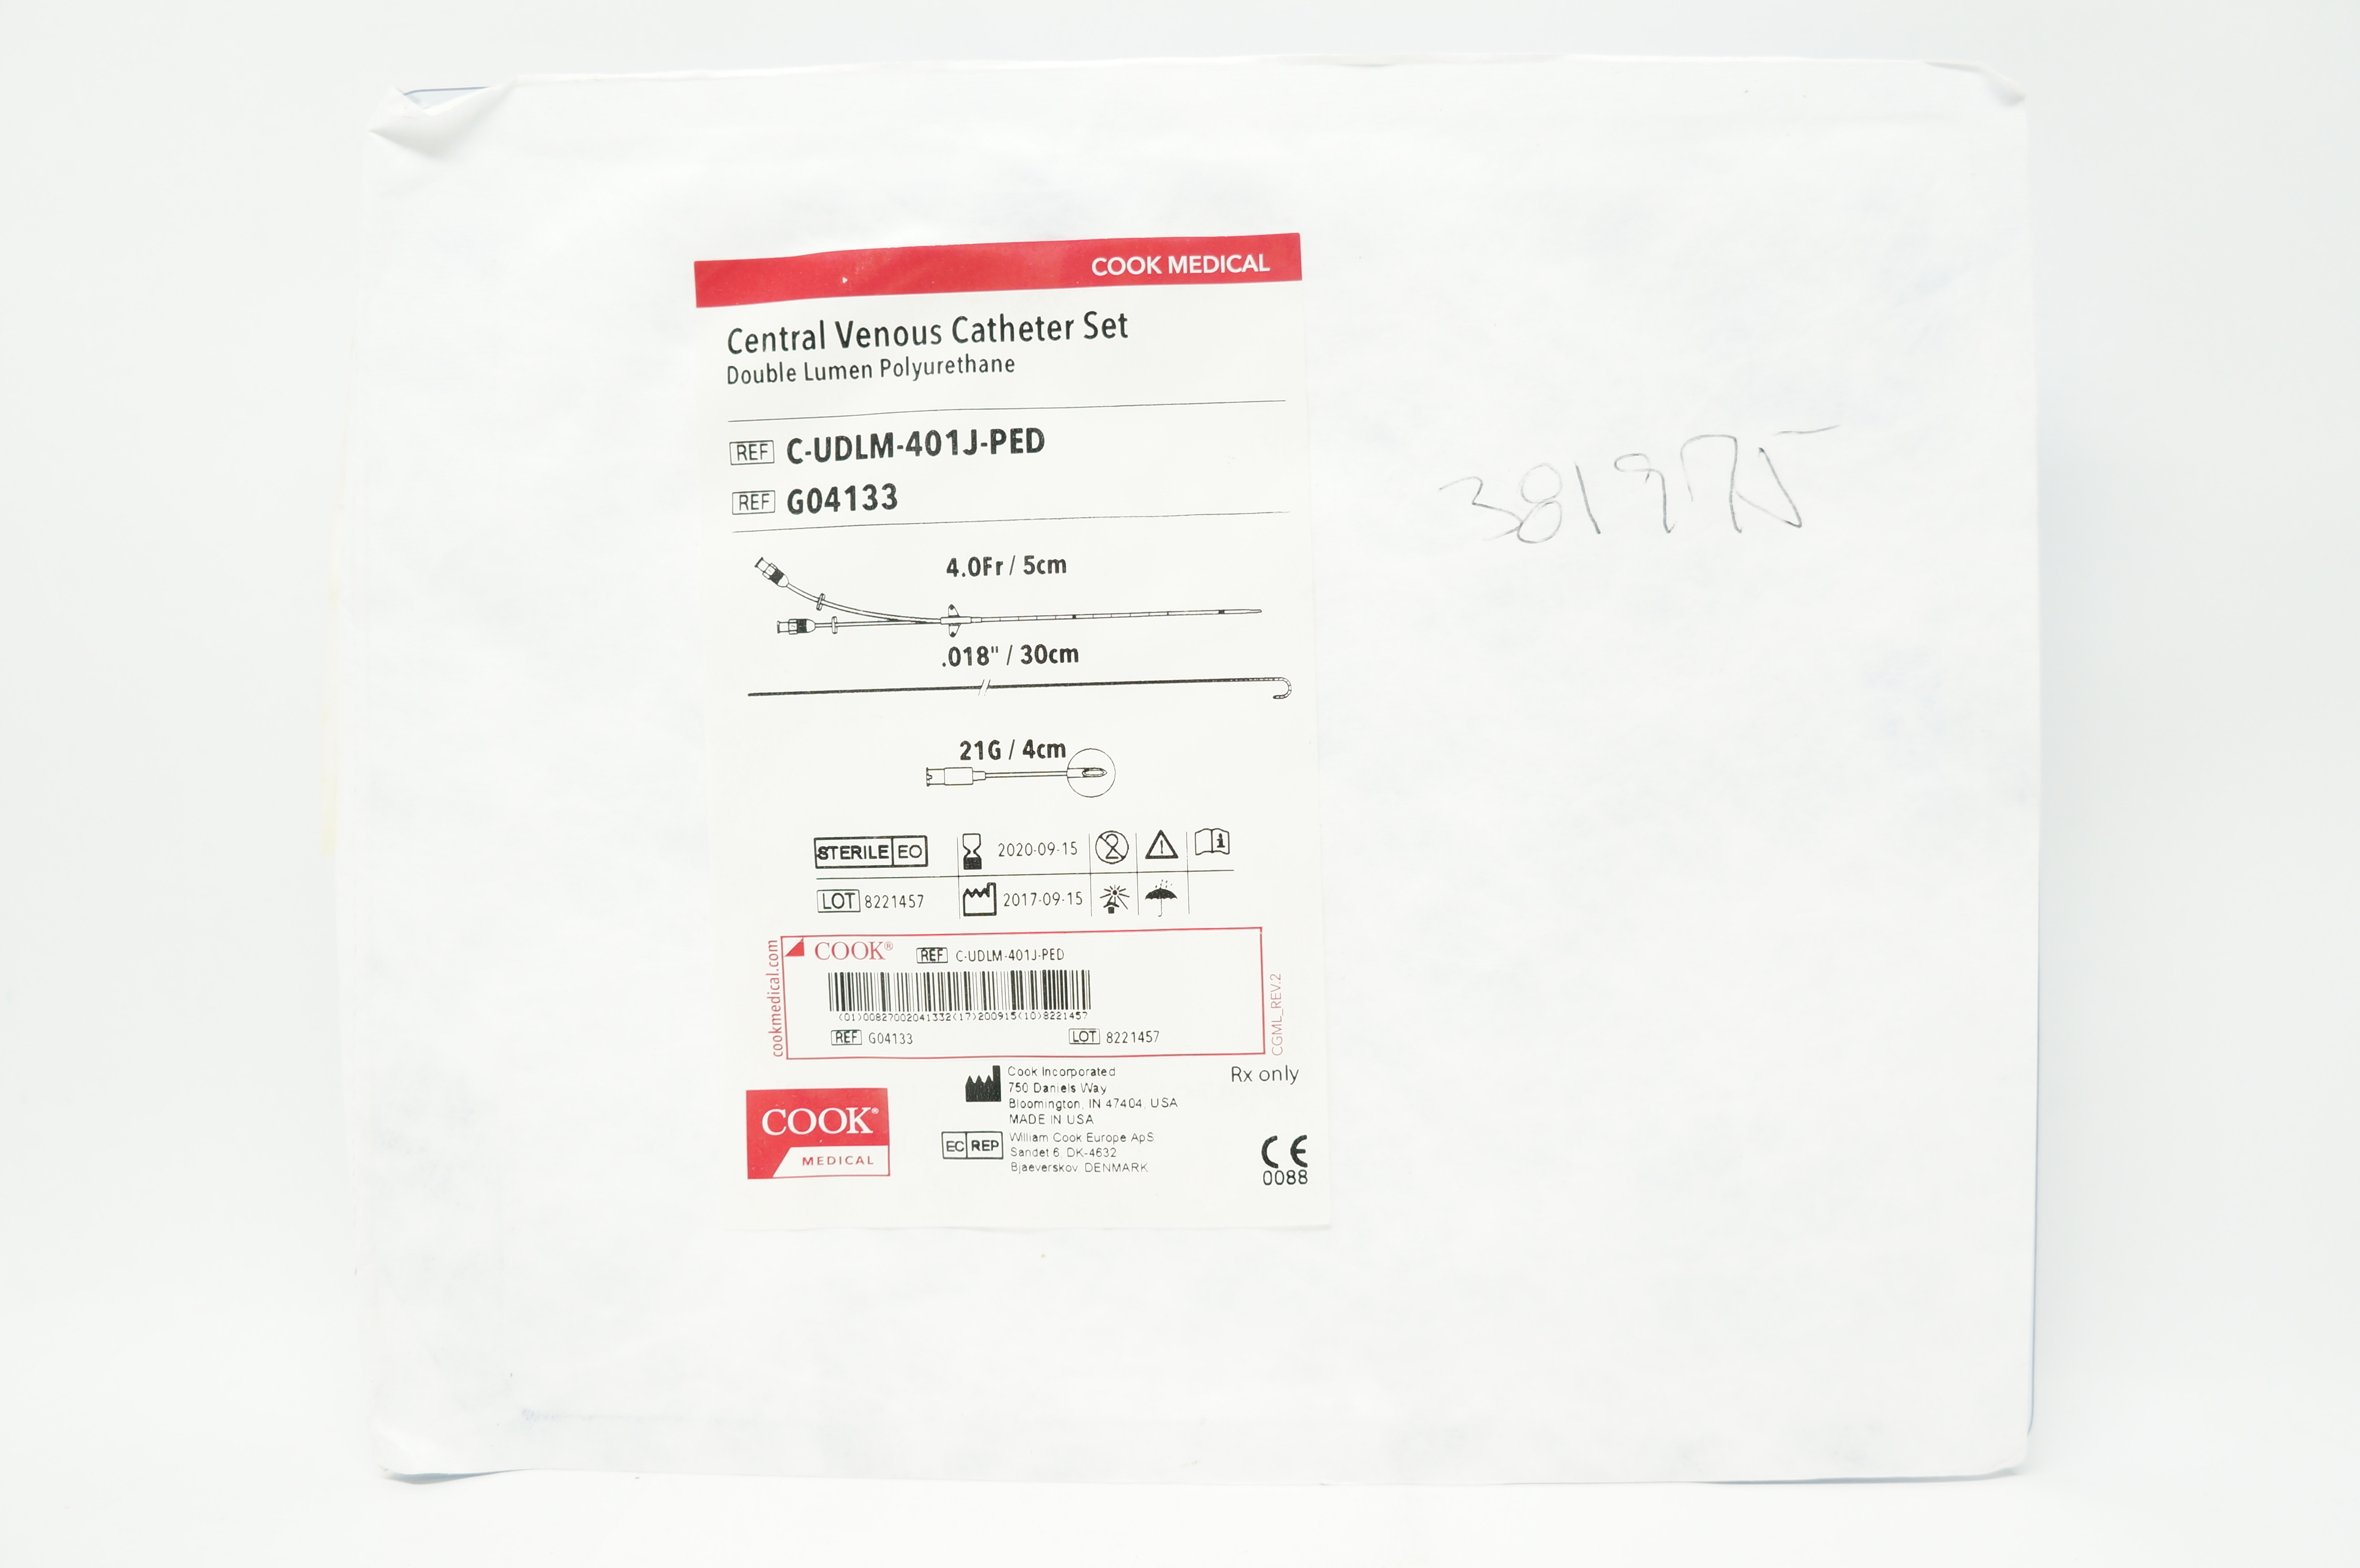 COOK MEDICAL
Central Venous Catheter Set
Double Lumen Polyurethane
REF C-UDLM-401J-PED
REF G04133
381975
4.0Fr / 5cm
.018" / 30cm
21G / 4cm
STERILE EO 2020-09-15
LOT 8221457 2017-09-15
cookmedical.com
COOK® REF C-UDLM-401J-PED
(01)00827002041332(17)200915(10)8221457
REF G04133 LOT 8221457
CGML_REV.2
Cook Incorporated
750 Daniels Way
Bloomington, IN 47404, USA
MADE IN USA
Rx only
COOK®
MEDICAL
EC REP William Cook Europe ApS
Sandet 6, DK-4632
Bjaeverskov, DENMARK
CE
0088